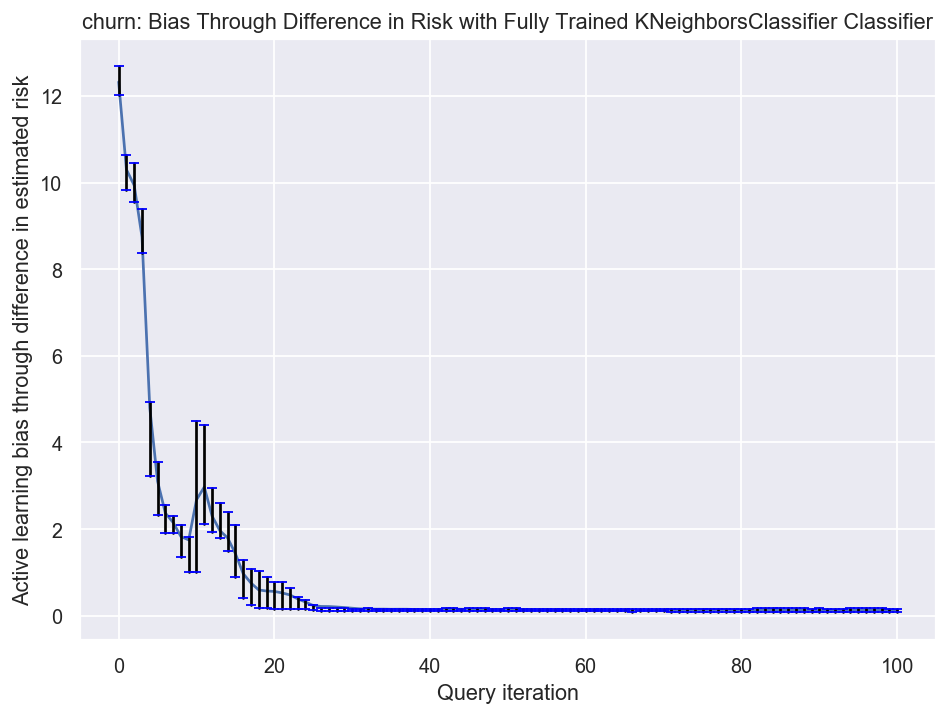 churn: Bias Through Difference in Risk with Fully Trained KNeighborsClassifier Classifier
Active learning bias through difference in estimated risk
12
10
8
6
4
2
0
0 20 40 60 80 100
Query iteration